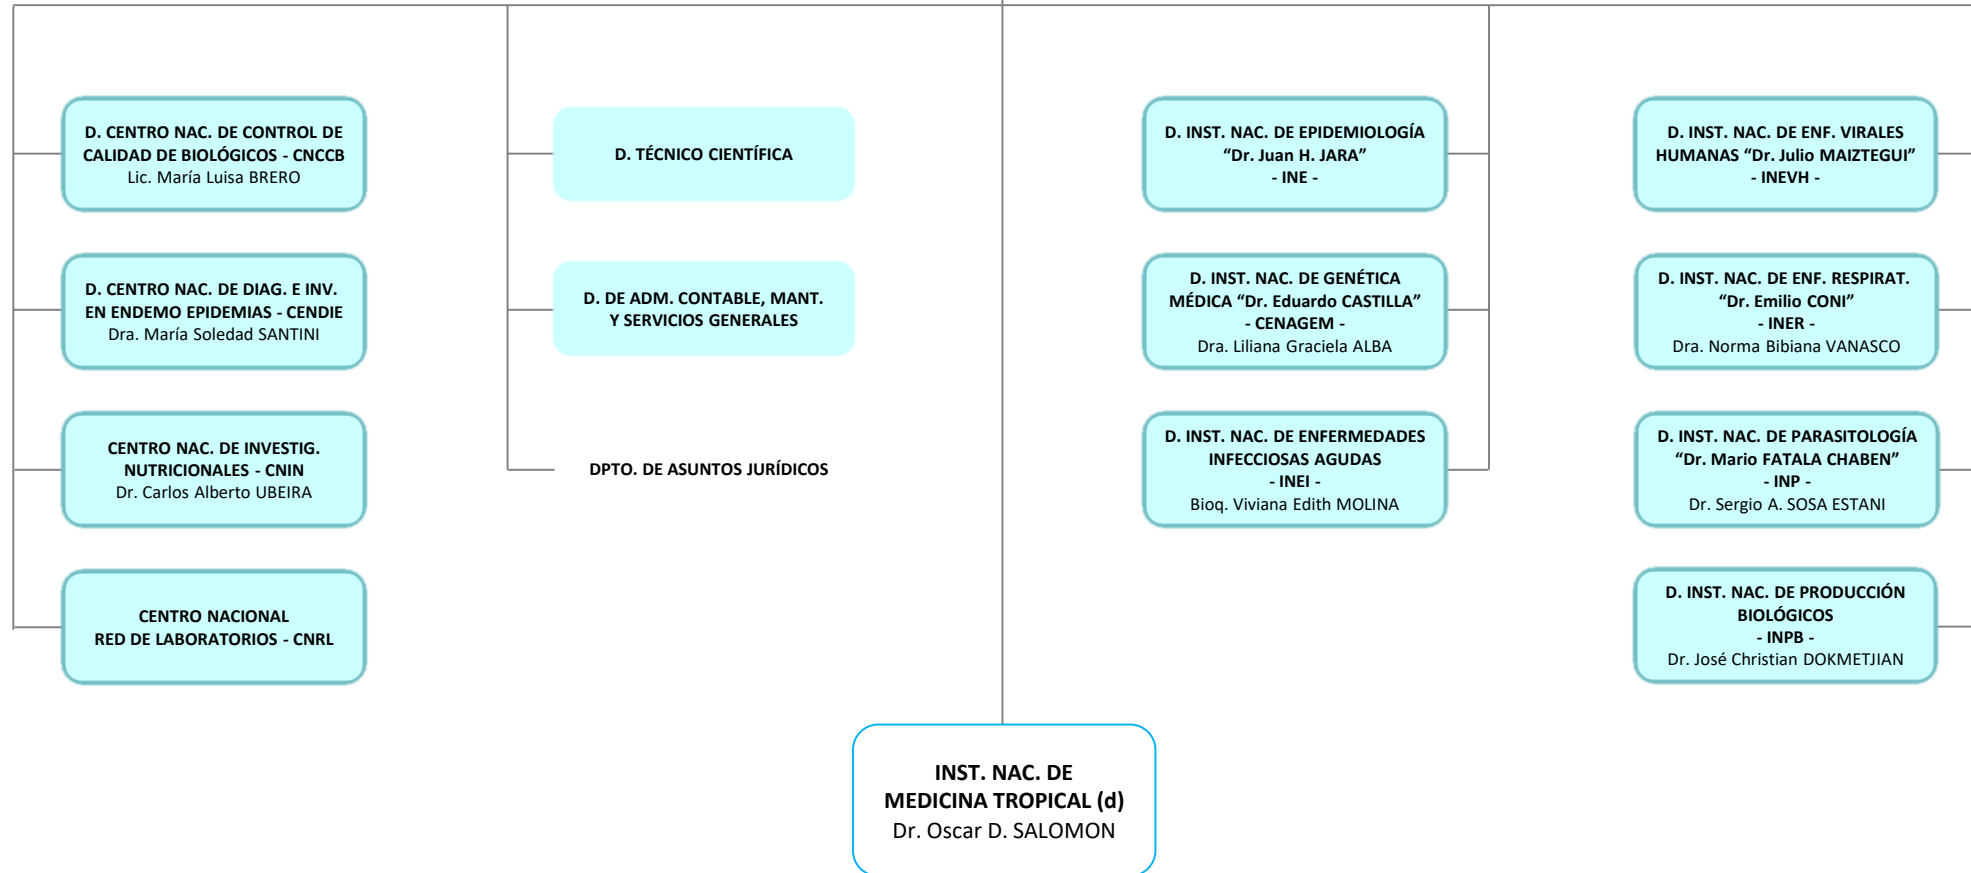 D. CENTRO NAC. DE CONTROL DE
CALIDAD DE BIOLÓGICOS - CNCCB
Lic. María Luisa BRERO
D. CENTRO NAC. DE DIAG. E INV.
EN ENDEMO EPIDEMIAS - CENDIE
Dra. María Soledad SANTINI
CENTRO NAC. DE INVESTIG.
NUTRICIONALES - CNIN
Dr. Carlos Alberto UBEIRA
CENTRO NACIONAL
RED DE LABORATORIOS - CNRL
D. TÉCNICO CIENTÍFICA
D. DE ADM. CONTABLE, MANT.
Y SERVICIOS GENERALES
DPTO. DE ASUNTOS JURÍDICOS
D. INST. NAC. DE EPIDEMIOLOGÍA
“Dr. Juan H. JARA”
- INE -
D. INST. NAC. DE GENÉTICA
MÉDICA “Dr. Eduardo CASTILLA”
- CENAGEM -
Dra. Liliana Graciela ALBA
D. INST. NAC. DE ENFERMEDADES
INFECCIOSAS AGUDAS
- INEI -
Bioq. Viviana Edith MOLINA
D. INST. NAC. DE ENF. VIRALES
HUMANAS “Dr. Julio MAIZTEGUI”
- INEVH -
D. INST. NAC. DE ENF. RESPIRAT.
“Dr. Emilio CONI”
- INER -
Dra. Norma Bibiana VANASCO
D. INST. NAC. DE PARASITOLOGÍA
“Dr. Mario FATALA CHABEN”
- INP -
Dr. Sergio A. SOSA ESTANI
D. INST. NAC. DE PRODUCCIÓN
BIOLÓGICOS
- INPB -
Dr. José Christian DOKMETJIAN
INST. NAC. DE
MEDICINA TROPICAL (d)
Dr. Oscar D. SALOMON